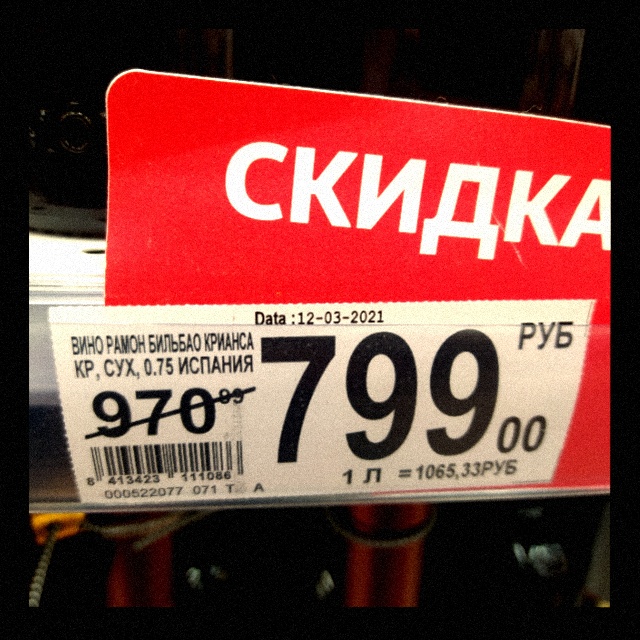 СКИДКА
Data :12-03-2021
ВИНО РАМОН БИЛЬБАО КРИАНСА
КР, СУХ, 0.75 ИСПАНИЯ
970 99
799 00 РУБ
8 413423 111086
1 Л =1065,33РУБ
000522077 071 Т А